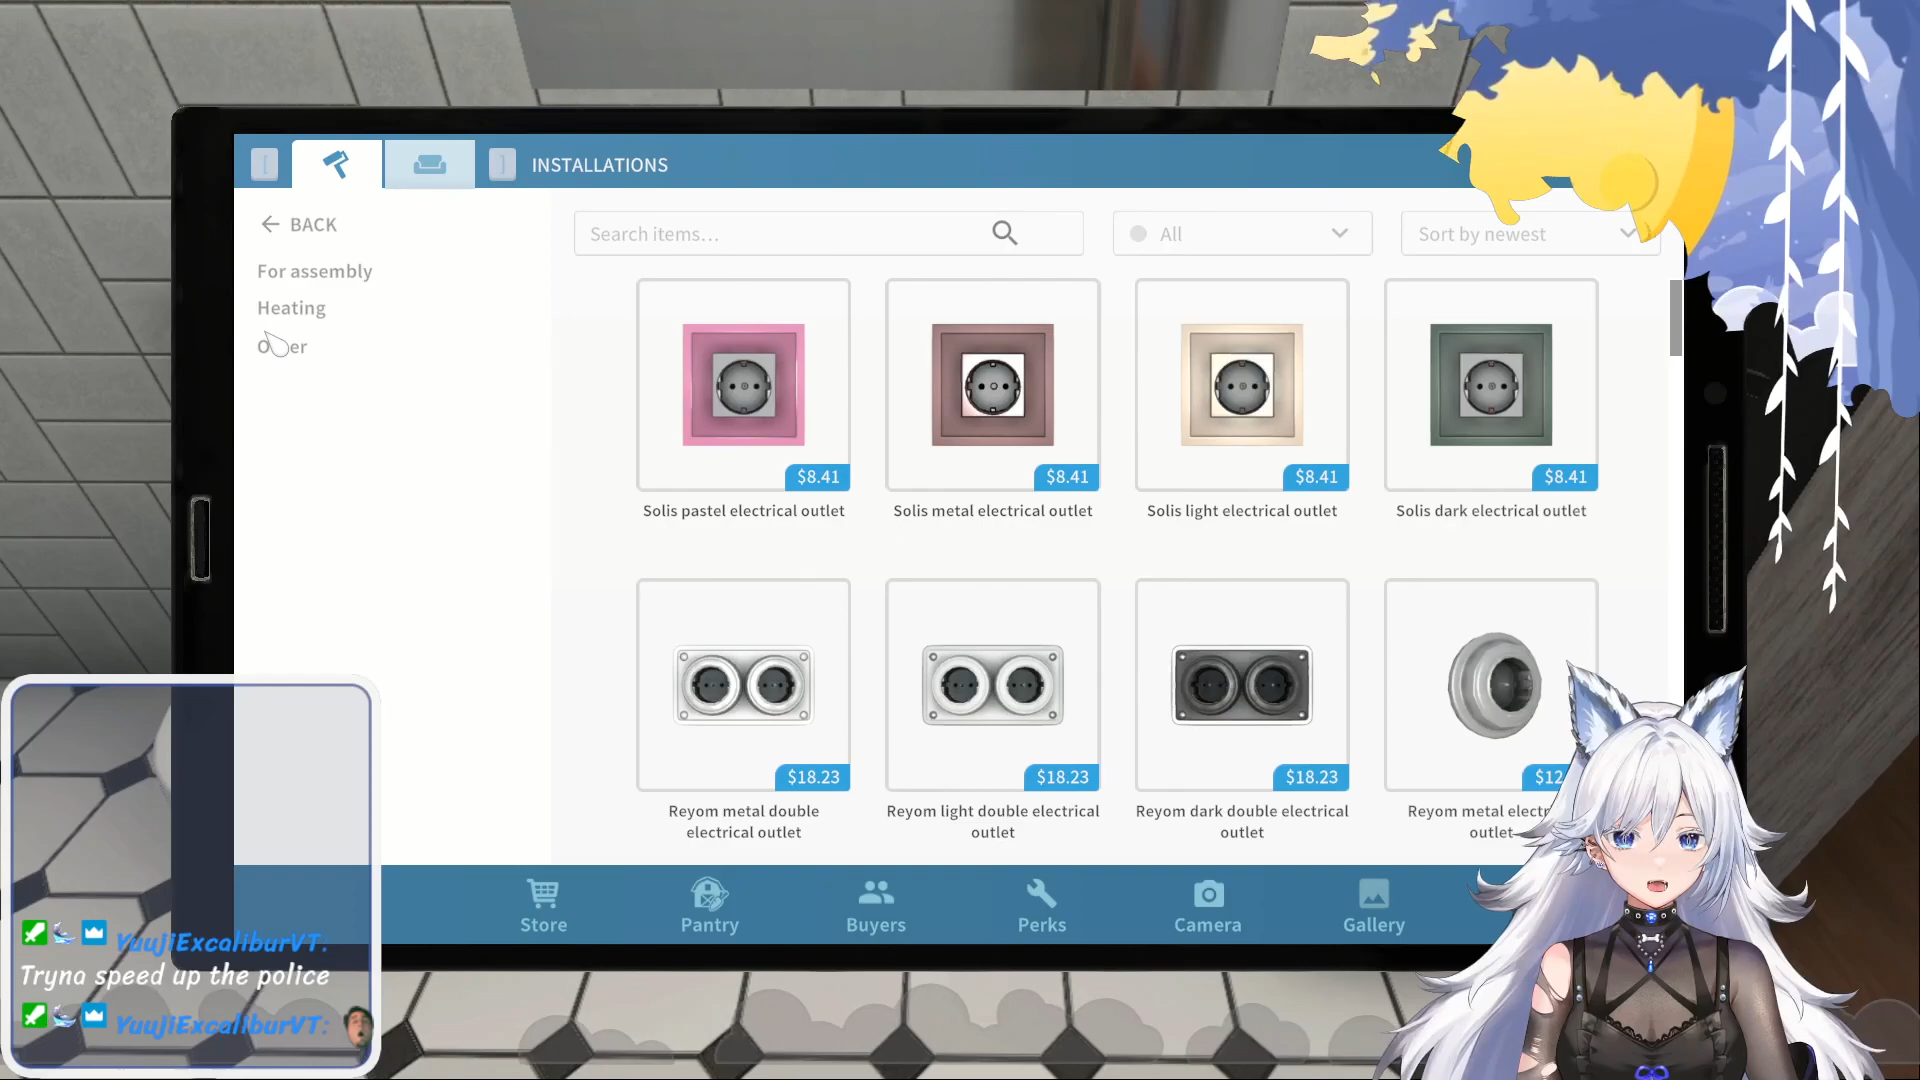 INSTALLATIONS
BACK
For assembly
Heating
Search items...
All
Sort by newest
$8.41
$8.41
$8.41
$8.41
Solis pastel electrical outlet
Solis metal electrical outlet
Solis light electrical outlet
Solis dark electrical outlet
$18.23
$18.23
$18.23
$12
Reyom metal double
electrical outlet
Reyom light double electrical
outlet
Reyom dark double electrical
outlet
Reyom metal
outlet
Store
Pantry
Buyers
Perks
Camera
Gallery
YuujiExcaliburVT:
Tryna speed up the police
YuujiExcaliburVT: